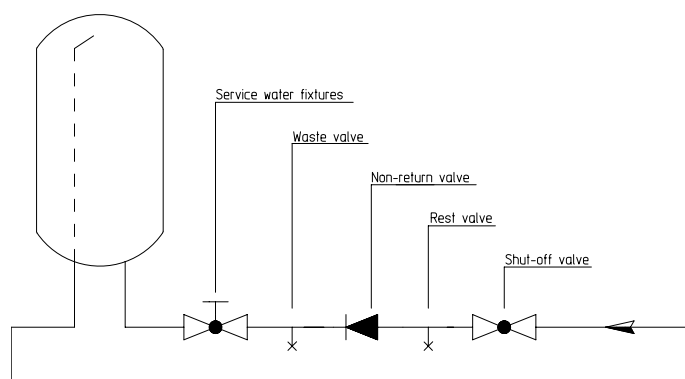 Service water fixtures
Waste valve
Non-return valve
Rest valve
Shut-off valve